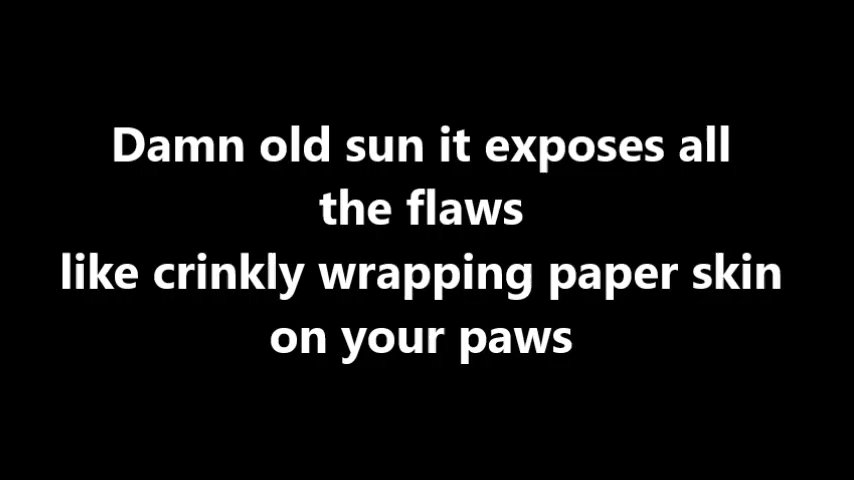 Damn old sun it exposes all
the flaws
like crinkly wrapping paper skin
on your paws